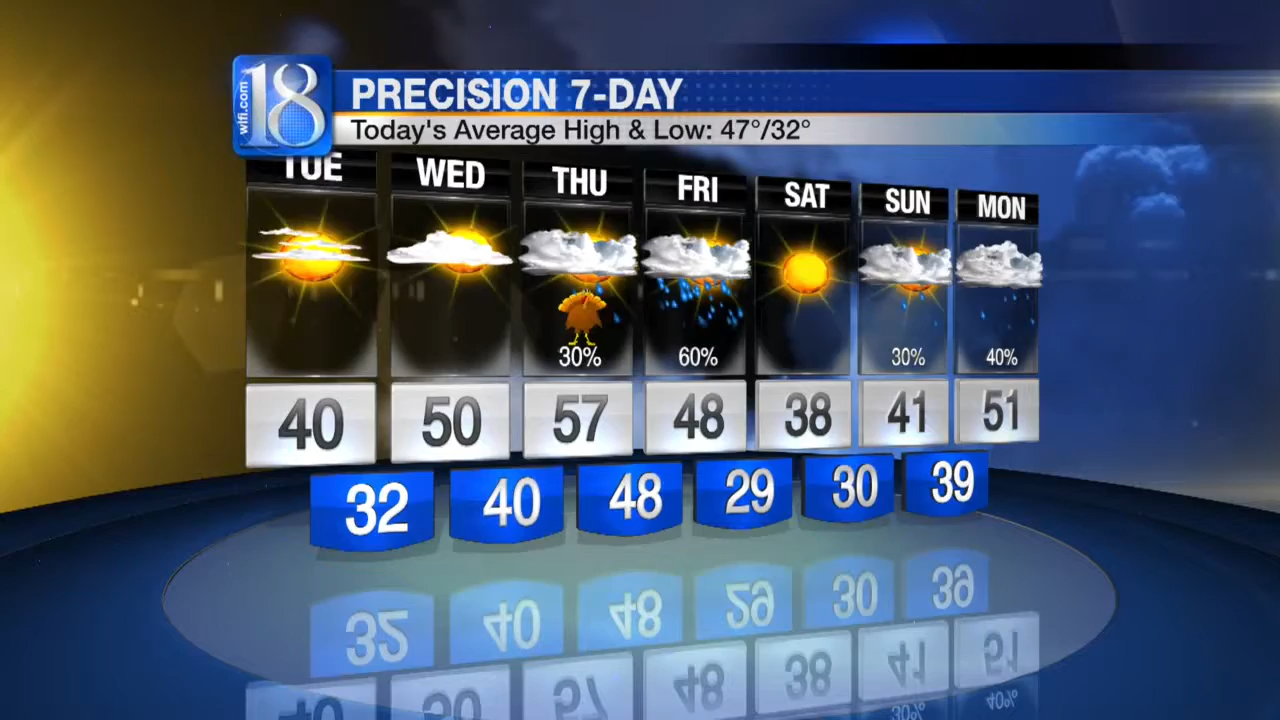 wlfi.com
18
PRECISION 7-DAY
Today's Average High & Low: 47°/32°
TUE WED THU FRI SAT SUN MON
30% 60% 30% 40%
40 50 57 48 38 41 51
32 40 48 29 30 39